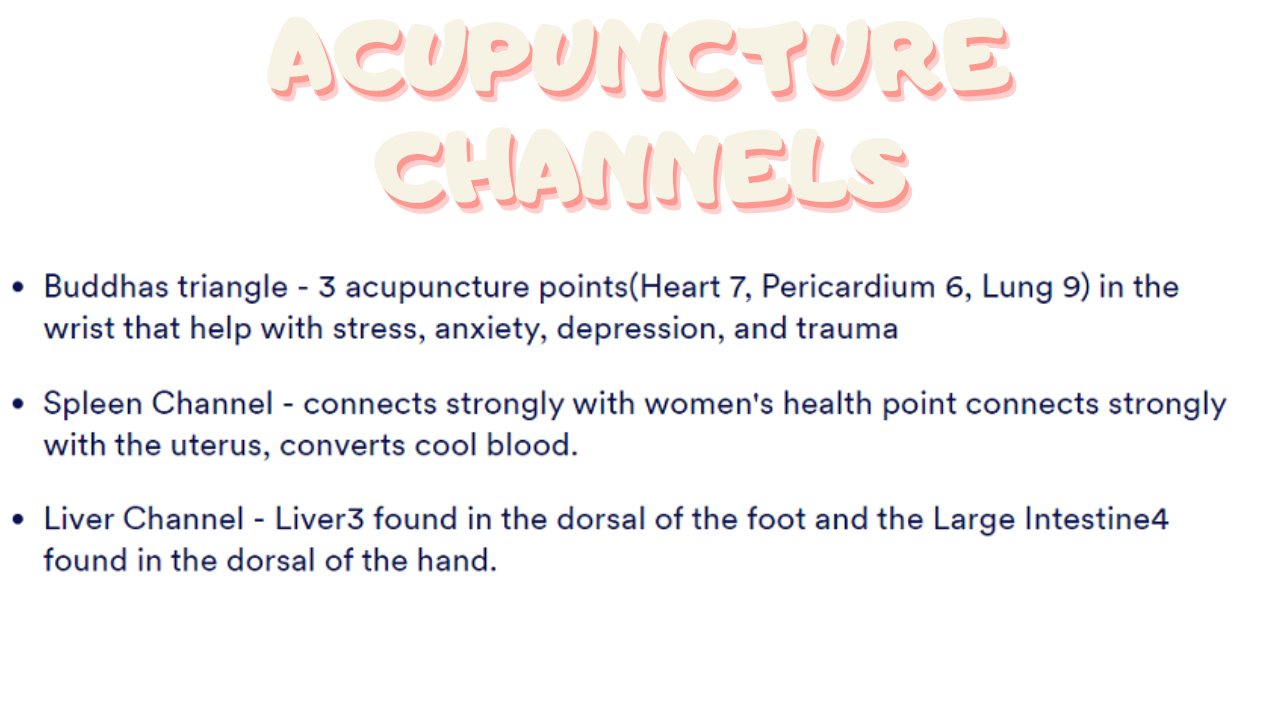 ACUPUNCTURE
CHANNELS
• Buddhas triangle - 3 acupuncture points(Heart 7, Pericardium 6, Lung 9) in the
wrist that help with stress, anxiety, depression, and trauma
• Spleen Channel - connects strongly with women's health point connects strongly
with the uterus, converts cool blood.
• Liver Channel - Liver3 found in the dorsal of the foot and the Large Intestine4
found in the dorsal of the hand.